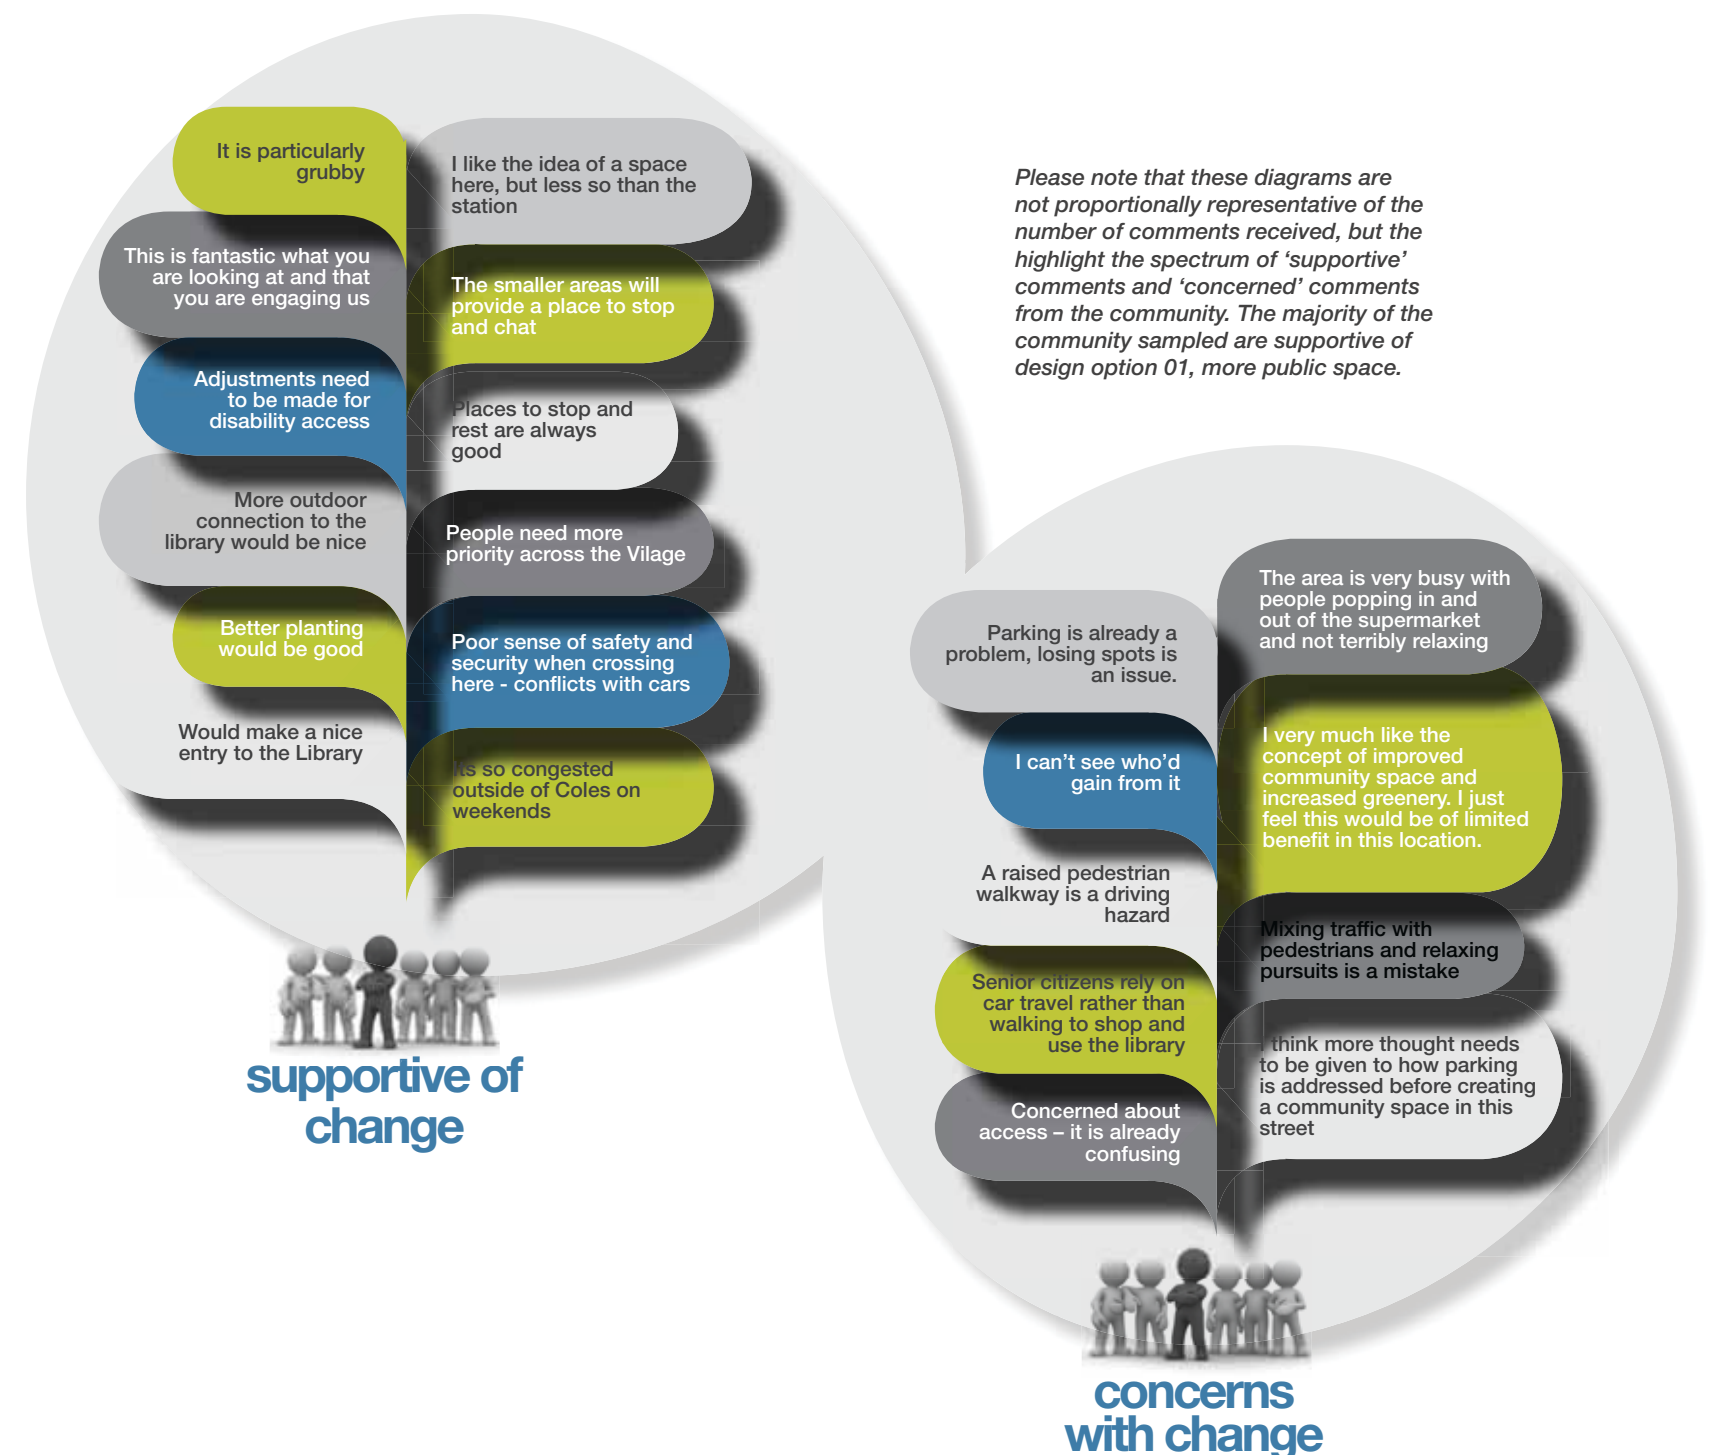 It is particularly
grubby
This is fantastic what you
are looking at and that
you are engaging us
Adjustments need
to be made for
disability access
More outdoor
connection to the
library would be nice
Better planting
would be good
Would make a nice
entry to the Library
I like the idea of a space
here, but less so than the
station
The smaller areas will
provide a place to stop
and chat
Places to stop and
rest are always
good
People need more
priority across the Vilage
Poor sense of safety and
security when crossing
here - conflicts with cars
Its so congested
outside of Coles on
weekends
supportive of
change
Please note that these diagrams are
not proportionally representative of the
number of comments received, but the
highlight the spectrum of ‘supportive’
comments and ‘concerned’ comments
from the community. The majority of the
community sampled are supportive of
design option 01, more public space.
Parking is already a
problem, losing spots is
an issue.
I can’t see who’d
gain from it
A raised pedestrian
walkway is a driving
hazard
Senior citizens rely on
car travel rather than
walking to shop and
use the library
Concerned about
access – it is already
confusing
The area is very busy with
people popping in and
out of the supermarket
and not terribly relaxing
I very much like the
concept of improved
community space and
increased greenery. I just
feel this would be of limited
benefit in this location.
Mixing traffic with
pedestrians and relaxing
pursuits is a mistake
I think more thought needs
to be given to how parking
is addressed before creating
a community space in this
street
concerns
with change